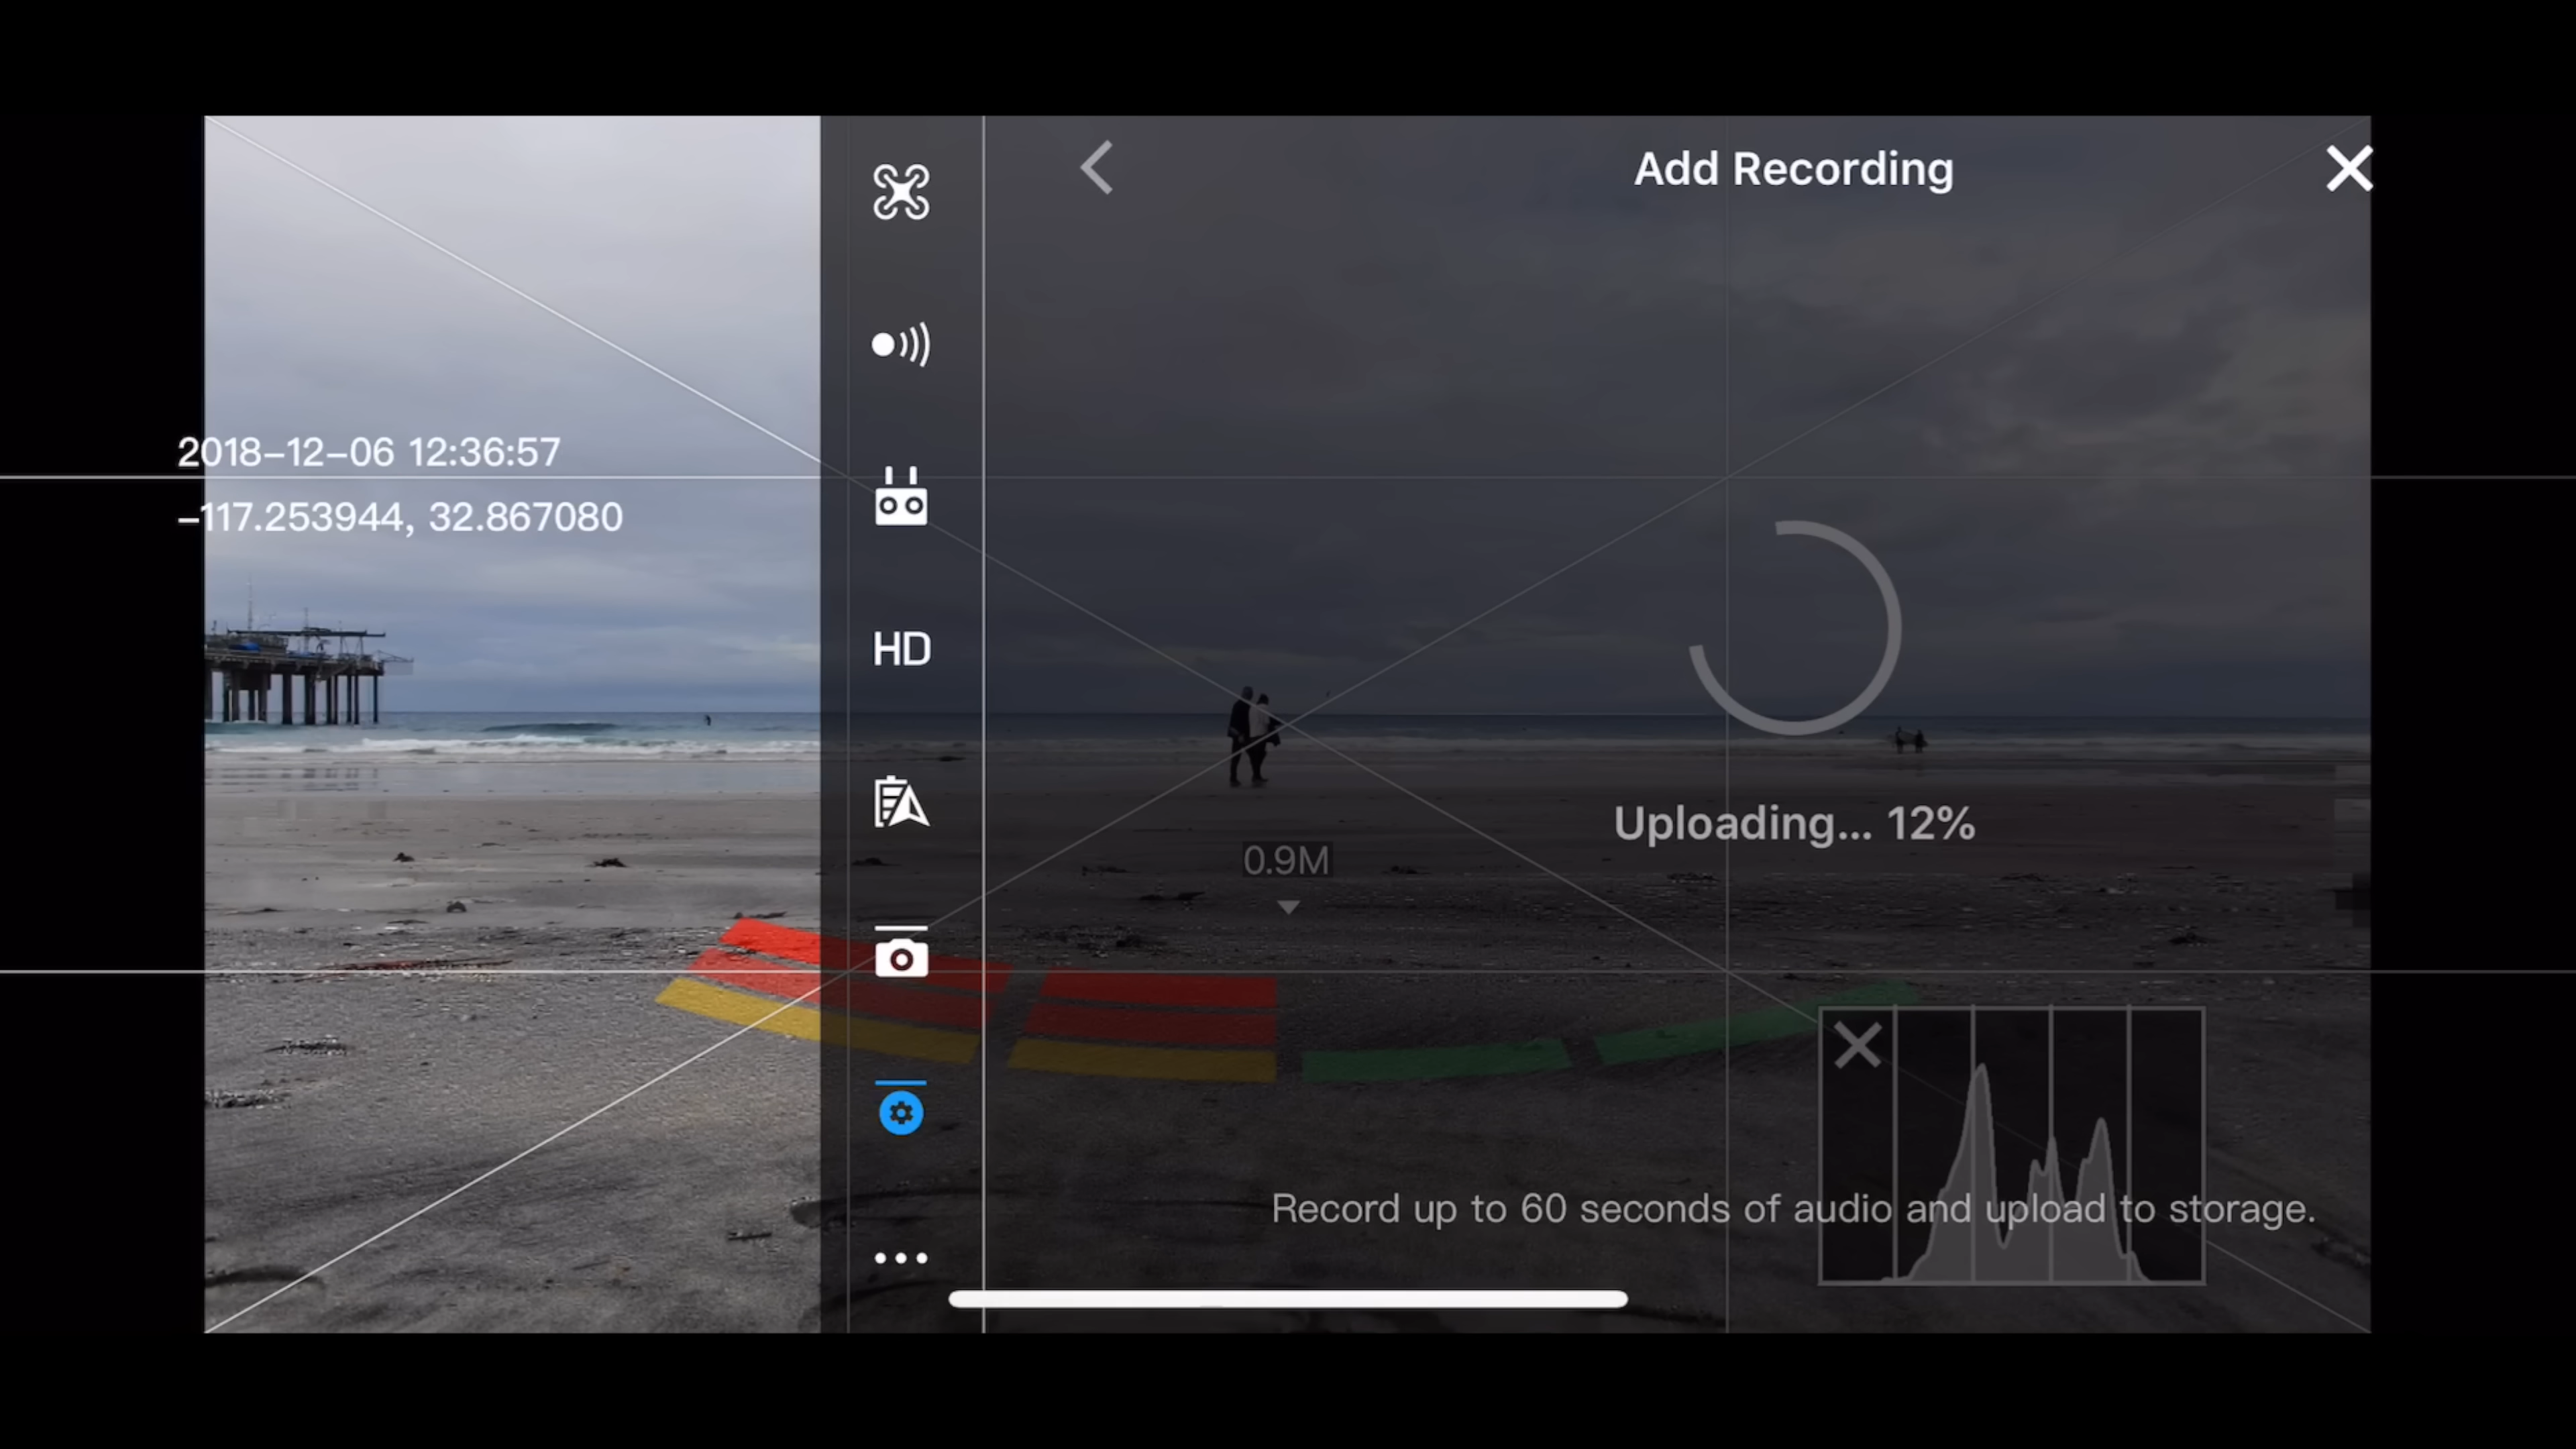 Add Recording
2018-12-06 12:36:57
-117.253944, 32.867080
HD
Uploading... 12%
0.9M
Record up to 60 seconds of audio and upload to storage.